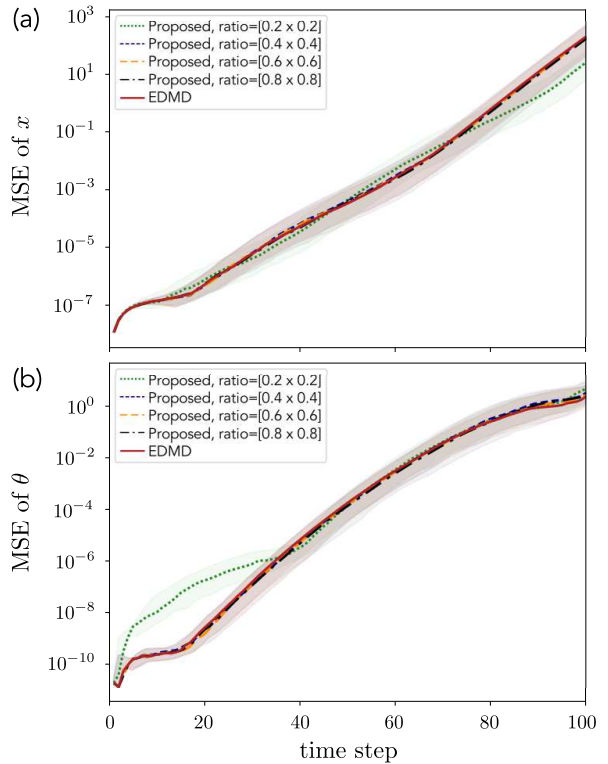 (a)
10^3
10^1
10^-1
10^-3
10^-5
10^-7
MSE of x
Proposed, ratio=[0.2 x 0.2]
Proposed, ratio=[0.4 x 0.4]
Proposed, ratio=[0.6 x 0.6]
Proposed, ratio=[0.8 x 0.8]
EDMD
(b)
10^0
10^-2
10^-4
10^-6
10^-8
10^-10
MSE of θ
Proposed, ratio=[0.2 x 0.2]
Proposed, ratio=[0.4 x 0.4]
Proposed, ratio=[0.6 x 0.6]
Proposed, ratio=[0.8 x 0.8]
EDMD
0 20 40 60 80 100
time step